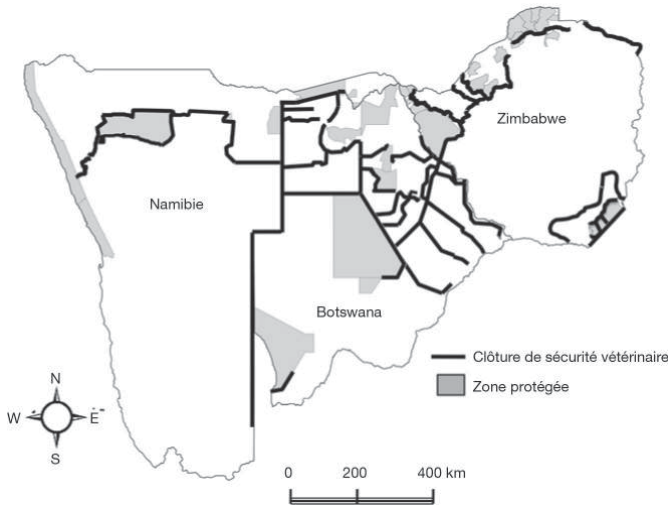 Zimbabwe
Namibie
Botswana
Clôture de sécurité vétérinaire
Zone protégée
N
W E
S
0 200 400 km